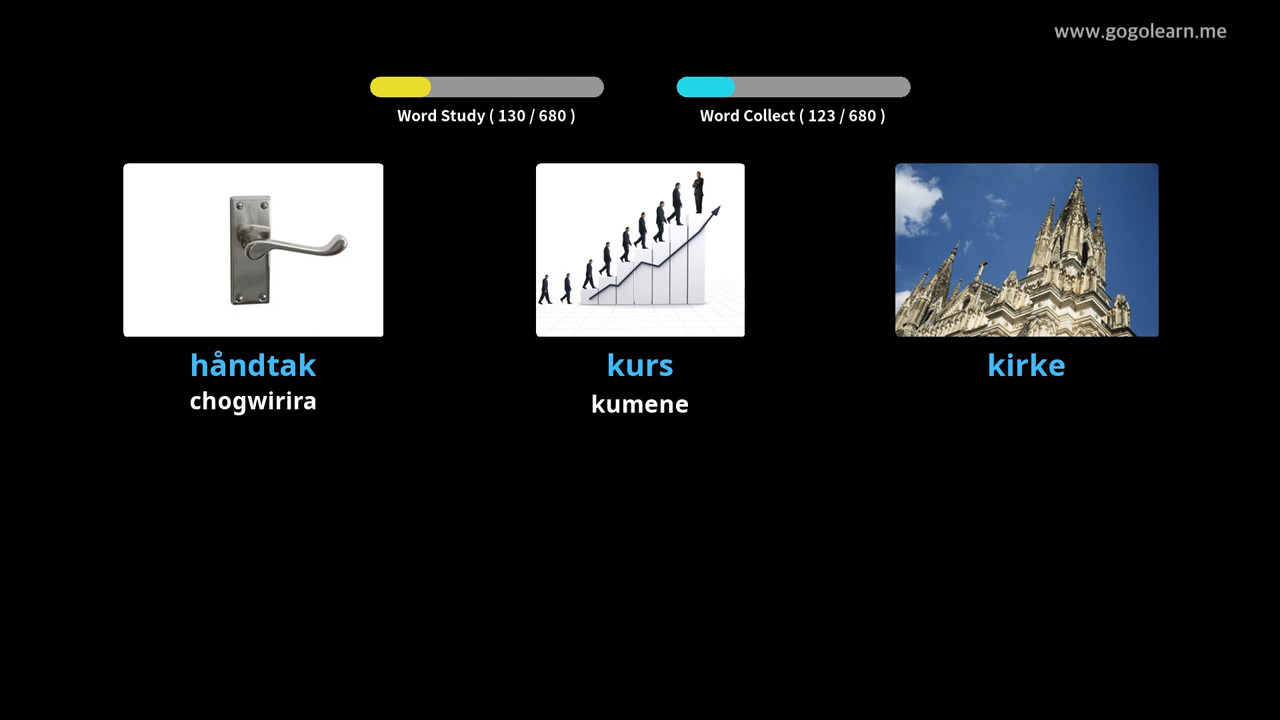 www.gogolearn.me
Word Study ( 130 / 680 )
Word Collect ( 123 / 680 )
håndtak
kurs
kirke
chogwirira
kumene